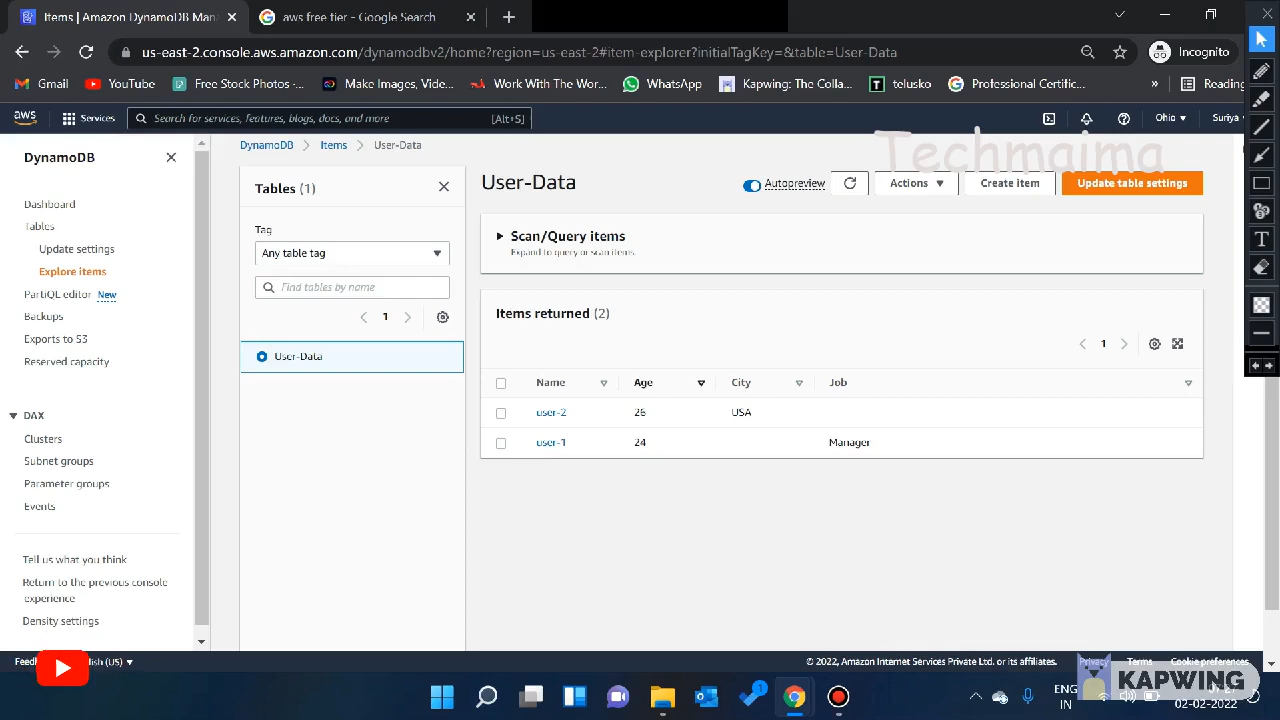 Items | Amazon DynamoDB Man
aws free tier - Google Search
us-east-2.console.aws.amazon.com/dynamodbv2/home?region=us-east-2#item-explorer?initialTagKey=&table=User-Data
Incognito
Gmail
YouTube
Free Stock Photos -...
Make Images, Video...
Work With The Wor...
WhatsApp
Kapwing: The Coll...
telusko
Professional Certific...
»
Reading
aws
Services
Search for services, features, blogs, docs, and more
[Alt+S]
Ohio
Suriya
Techmaima
DynamoDB
Dashboard
Tables
Update settings
Explore items
PartiQL editor New
Backups
Exports to S3
Reserved capacity
DAX
Clusters
Subnet groups
Parameter groups
Events
Tell us what you think
Return to the previous console
experience
Density settings
DynamoDB > Items > User-Data
Tables (1)
Tag
Any table tag
Find tables by name
1
User-Data
User-Data
Autopreview
Actions
Create item
Update table settings
Scan/Query items
Expand to query or scan items.
Items returned (2)
1
Name Age City Job
user-2 26 USA
user-1 24 Manager
© 2022, Amazon Internet Services Private Ltd. or its affiliates.
Privacy
Terms
Cookie preferences
(US)
KAPWING
ENG
IN
02-02-2022